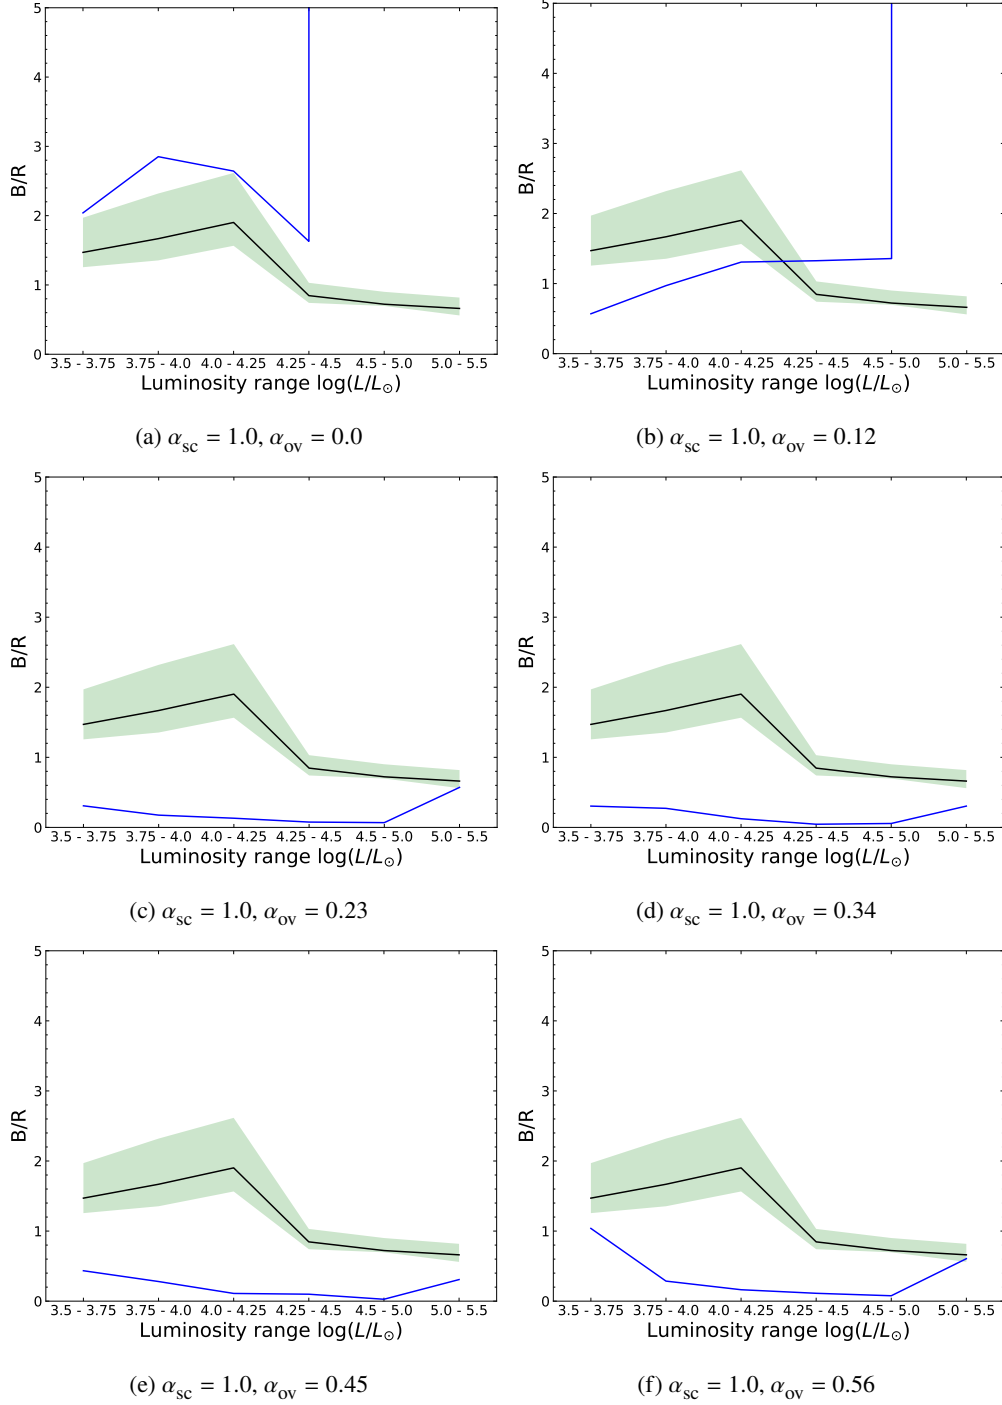 5
4
3
2
1
0
B/R
3.5 - 3.75 3.75 - 4.0 4.0 - 4.25 4.25 - 4.5 4.5 - 5.0 5.0 - 5.5
Luminosity range log(L/L⊙)
(a) αsc = 1.0, αov = 0.0
5
4
3
2
1
0
B/R
3.5 - 3.75 3.75 - 4.0 4.0 - 4.25 4.25 - 4.5 4.5 - 5.0 5.0 - 5.5
Luminosity range log(L/L⊙)
(b) αsc = 1.0, αov = 0.12
5
4
3
2
1
0
B/R
3.5 - 3.75 3.75 - 4.0 4.0 - 4.25 4.25 - 4.5 4.5 - 5.0 5.0 - 5.5
Luminosity range log(L/L⊙)
(c) αsc = 1.0, αov = 0.23
5
4
3
2
1
0
B/R
3.5 - 3.75 3.75 - 4.0 4.0 - 4.25 4.25 - 4.5 4.5 - 5.0 5.0 - 5.5
Luminosity range log(L/L⊙)
(d) αsc = 1.0, αov = 0.34
5
4
3
2
1
0
B/R
3.5 - 3.75 3.75 - 4.0 4.0 - 4.25 4.25 - 4.5 4.5 - 5.0 5.0 - 5.5
Luminosity range log(L/L⊙)
(e) αsc = 1.0, αov = 0.45
5
4
3
2
1
0
B/R
3.5 - 3.75 3.75 - 4.0 4.0 - 4.25 4.25 - 4.5 4.5 - 5.0 5.0 - 5.5
Luminosity range log(L/L⊙)
(f) αsc = 1.0, αov = 0.56